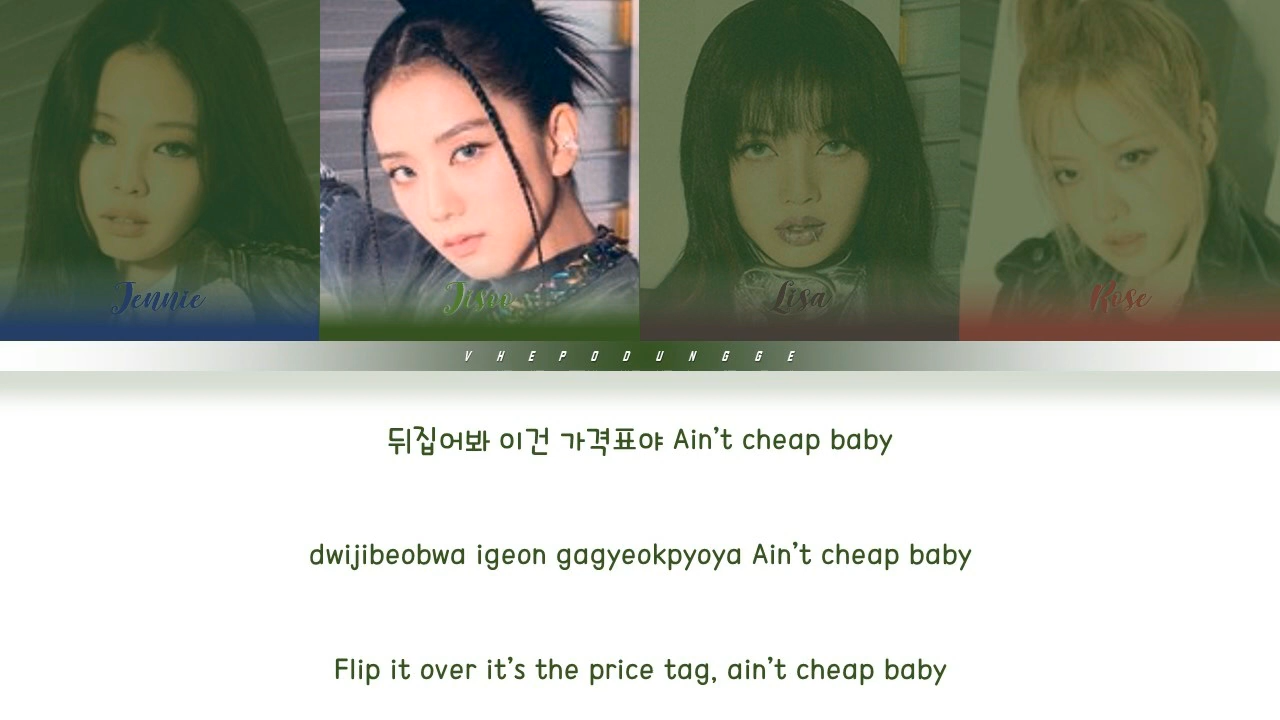 Jennie
Jisoo
Lisa
Rose
VHEPODUNGGE
뒤집어봐 이건 가격표야 Ain't cheap baby
dwijibeobwa igeon gagyeokpyoya Ain't cheap baby
Flip it over it's the price tag, ain't cheap baby